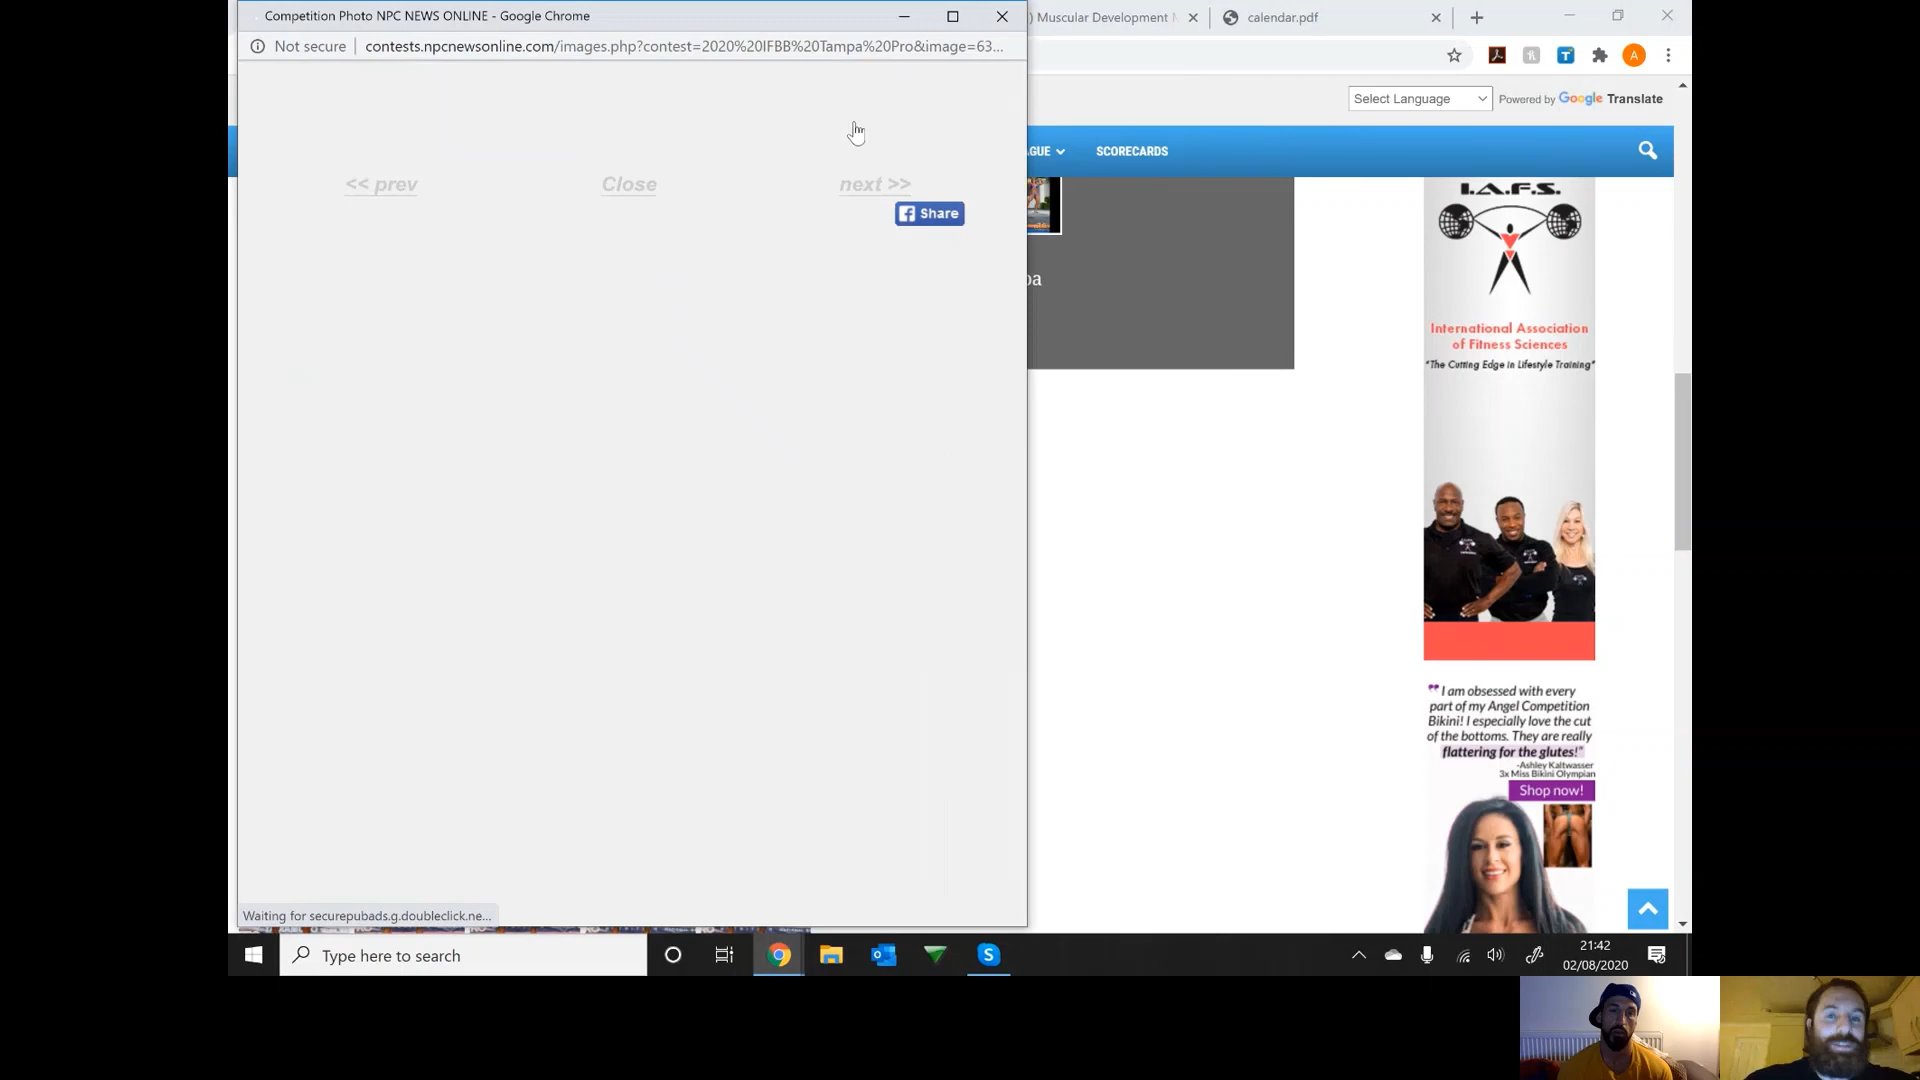 Competition Photo NPC NEWS ONLINE - Google Chrome
) Muscular Development
calendar.pdf
Not secure
contests.npcnewsonline.com/images.php?contest=2020%20IFBB%20Tampa%20Pro&image=63...
A
Select Language
Powered by Google Translate
GUE
SCORECARDS
<< prev
Close
next >>
Share
pa
I.A.F.S.
International Association
of Fitness Sciences
"The Cutting Edge in Lifestyle Training"
"I am obsessed with every
part of my Angel Competition
Bikini! I especially love the cut
of the bottoms. They are really
flattering for the glutes!"
-Ashley Kaltwasser
3x Miss Bikini Olympian
Shop now!
Waiting for securepubads.g.doubleclick.ne...
Type here to search
21:42
02/08/2020